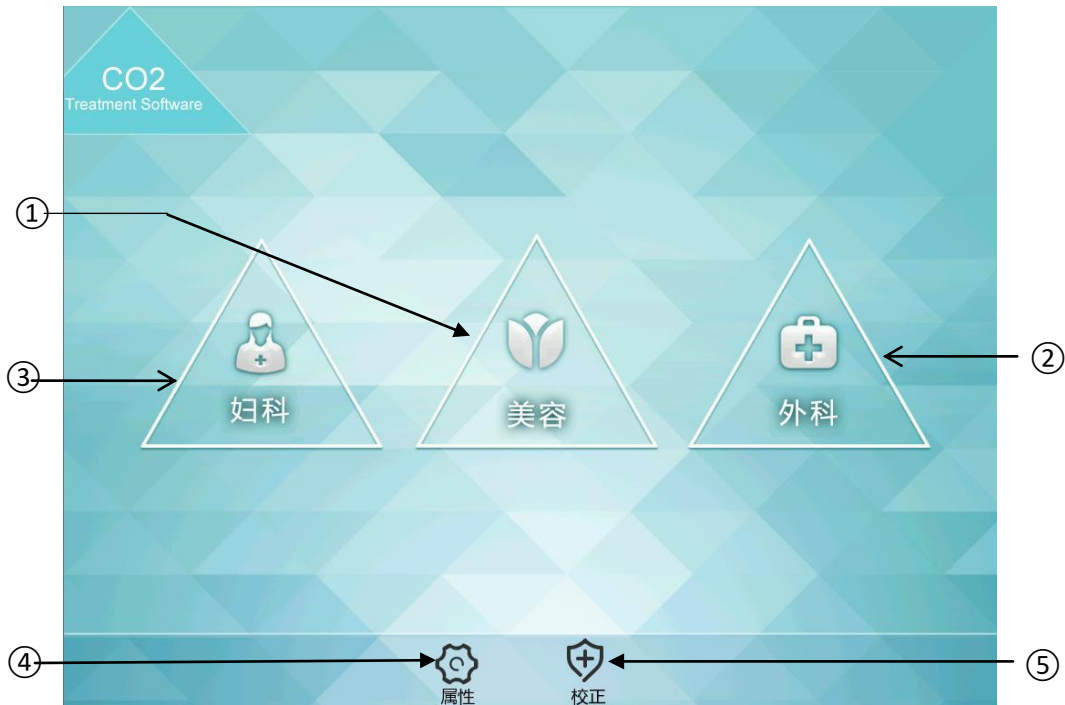 CO2
Treatment Software
①
③
②
妇科
美容
外科
④
⑤
属性
校正